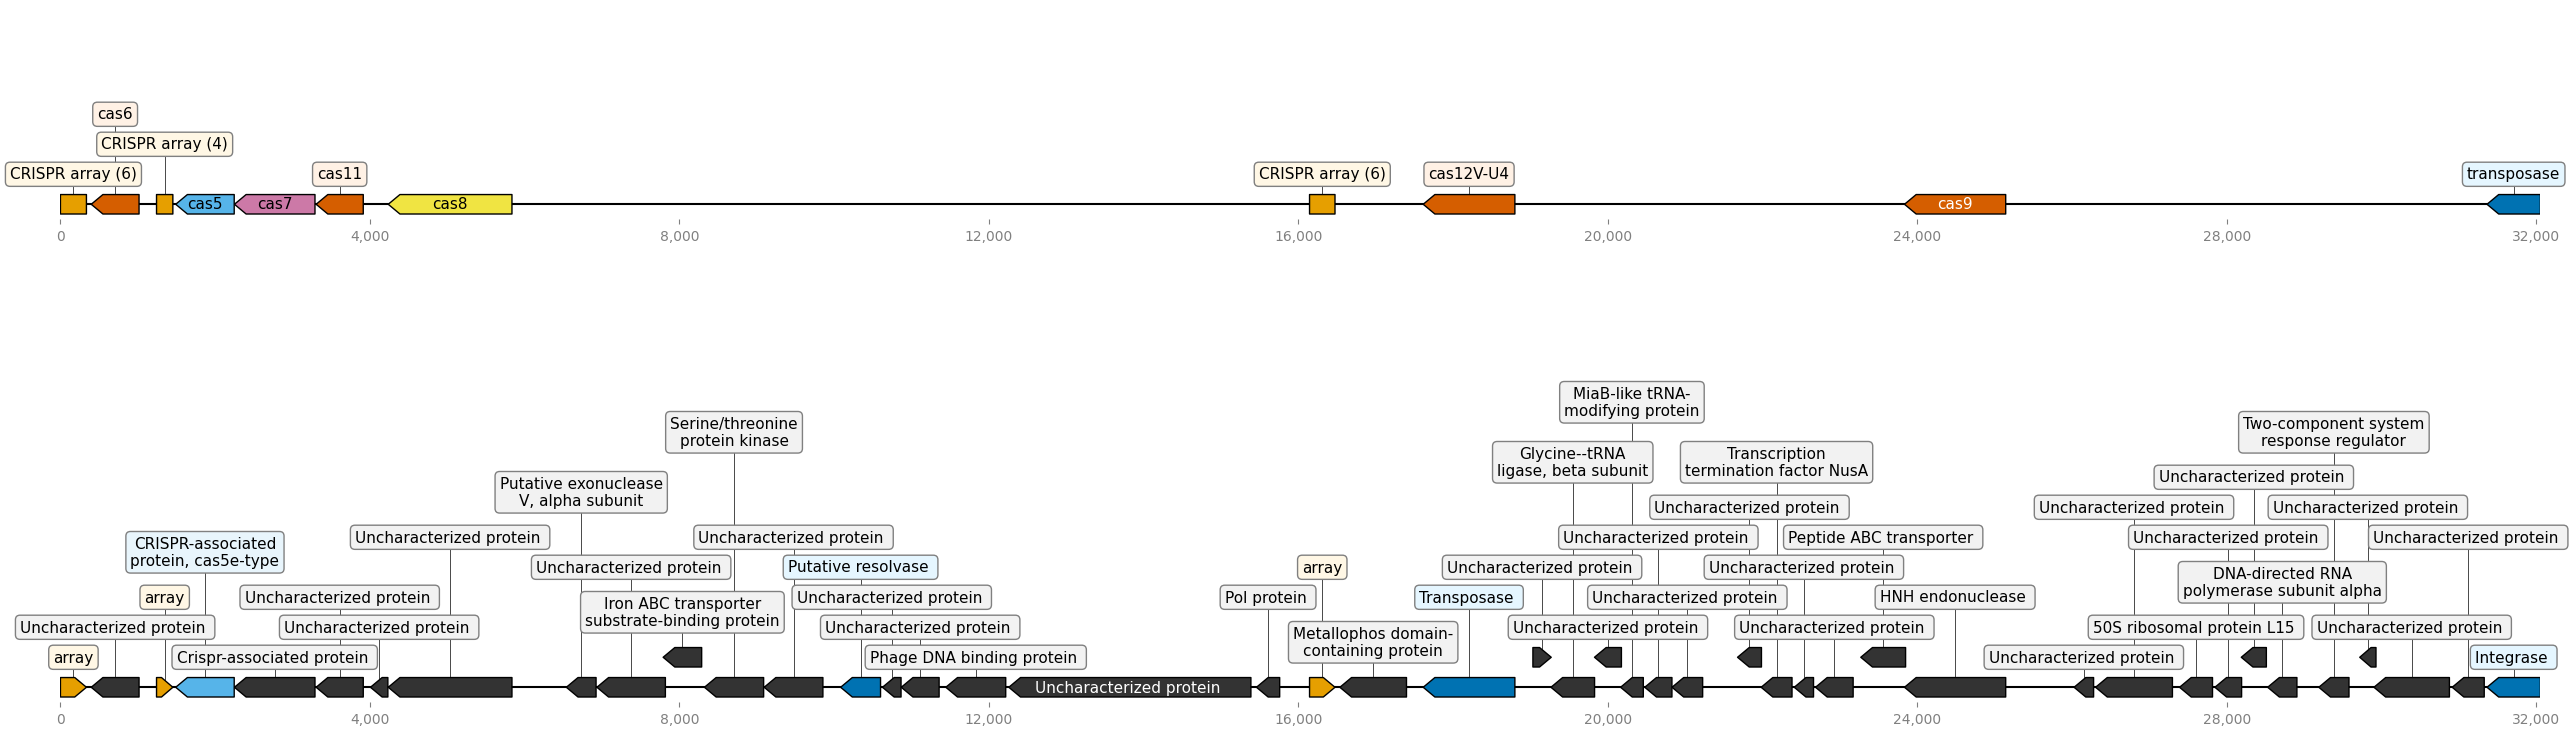 cas6
CRISPR array (4)
CRISPR array (6)
cas11
CRISPR array (6)
cas12V-U4
transposase
cas5
cas7
cas8
cas9
0
4,000
8,000
12,000
16,000
20,000
24,000
28,000
32,000
MiaB-like tRNA-
modifying protein
Serine/threonine
protein kinase
Two-component system
response regulator
Glycine--tRNA
ligase, beta subunit
Transcription
termination factor NusA
Uncharacterized protein
Putative exonuclease
V, alpha subunit
Uncharacterized protein
Uncharacterized protein
Uncharacterized protein
CRISPR-associated
protein, cas5e-type
Uncharacterized protein
Uncharacterized protein
Uncharacterized protein
Peptide ABC transporter
Uncharacterized protein
Uncharacterized protein
Uncharacterized protein
Putative resolvase
array
Uncharacterized protein
Uncharacterized protein
DNA-directed RNA
polymerase subunit alpha
array
Uncharacterized protein
Iron ABC transporter
substrate-binding protein
Uncharacterized protein
Pol protein
Transposase
Uncharacterized protein
HNH endonuclease
Uncharacterized protein
Uncharacterized protein
Uncharacterized protein
Metallophos domain-
containing protein
Uncharacterized protein
Uncharacterized protein
50S ribosomal protein L15
Uncharacterized protein
array
Crispr-associated protein
Phage DNA binding protein
Uncharacterized protein
Integrase
Uncharacterized protein
0
4,000
8,000
12,000
16,000
20,000
24,000
28,000
32,000